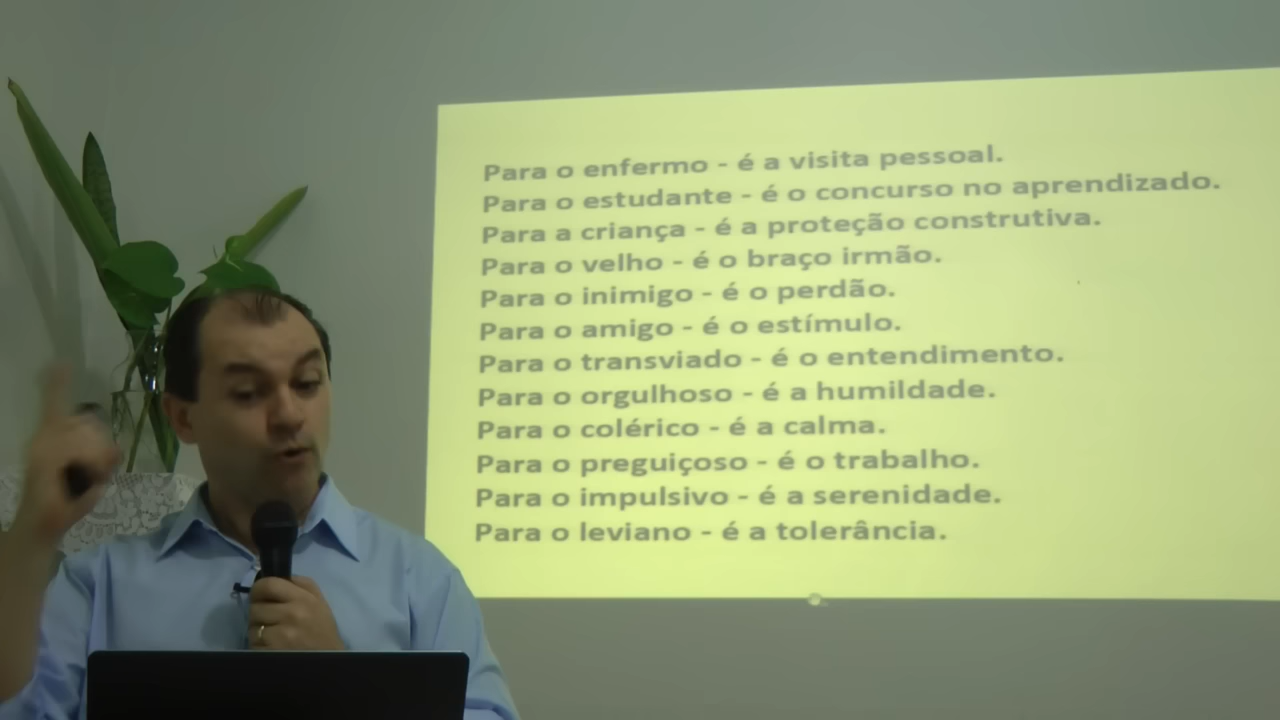 Para o enfermo - é a visita pessoal.
Para o estudante - é o concurso no aprendizado.
Para a criança - é a proteção construtiva.
Para o velho - é o braço irmão.
Para o inimigo - é o perdão.
Para o amigo - é o estímulo.
Para o transviado - é o entendimento.
Para o orgulhoso - é a humildade.
Para o colérico - é a calma.
Para o preguiçoso - é o trabalho.
Para o impulsivo - é a serenidade.
Para o leviano - é a tolerância.